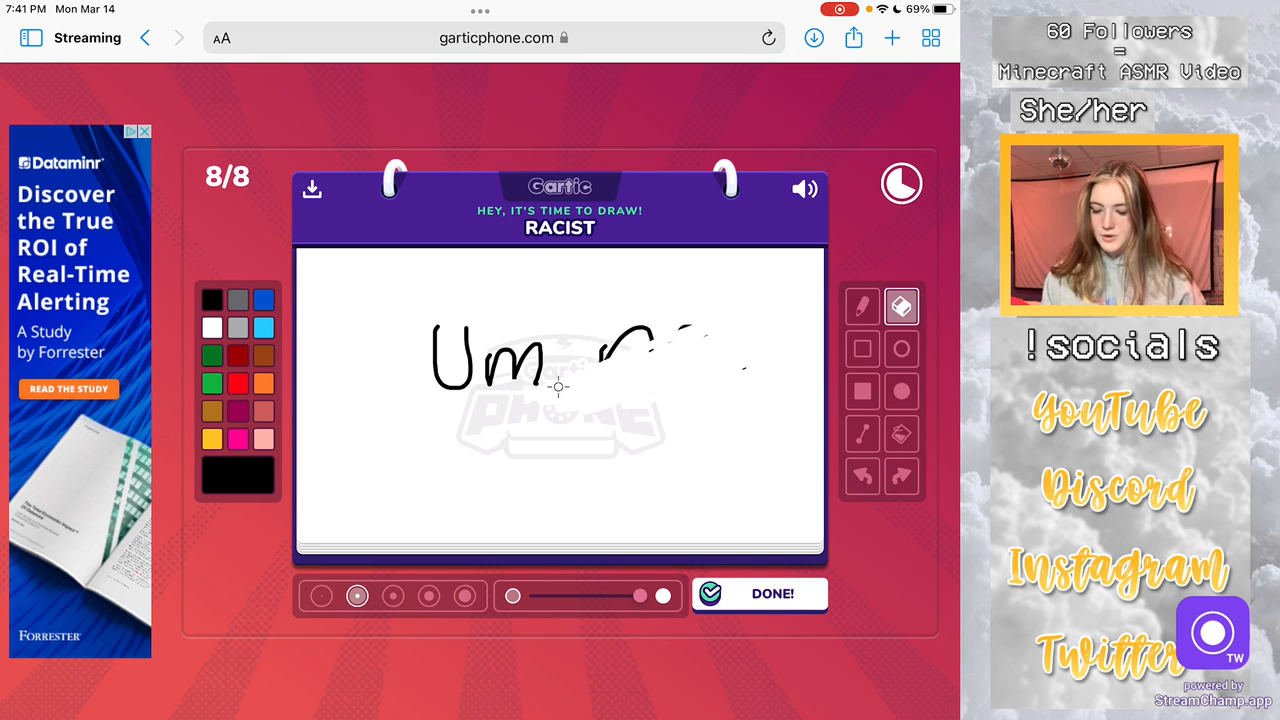 7:41 PM Mon Mar 14
69%
Streaming
AA
garticphone.com
Dataminr
Discover
the True
ROI of
Real-Time
Alerting
A Study
by Forrester
READ THE STUDY
FORRESTER
8/8
Gartic
HEY, IT'S TIME TO DRAW!
RACIST
Um
Gartic
PHONE
DONE!
60 Followers
=
Minecraft ASMR Video
She/her
!socials
YouTube
Discord
Instagram
Twitter
TW
powered by
StreamChamp.app